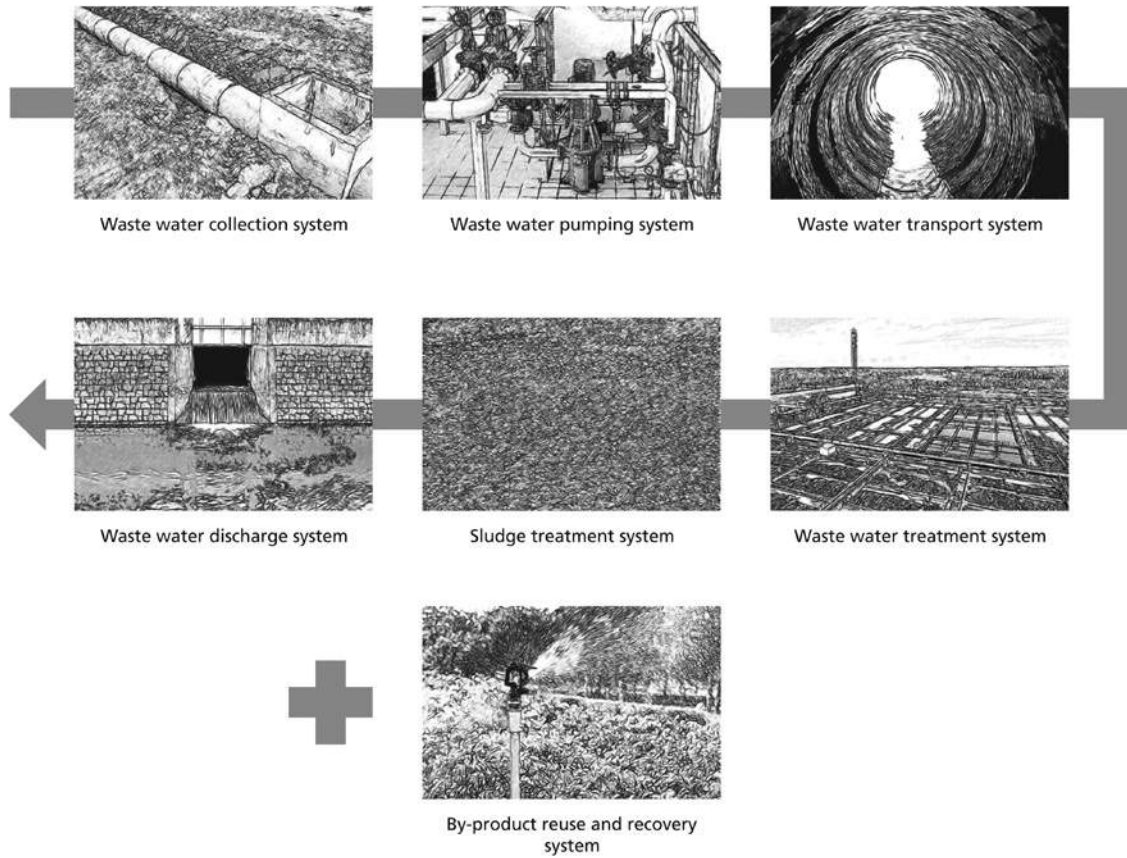 Waste water collection system
Waste water pumping system
Waste water transport system
Waste water discharge system
Sludge treatment system
Waste water treatment system
By-product reuse and recovery
system